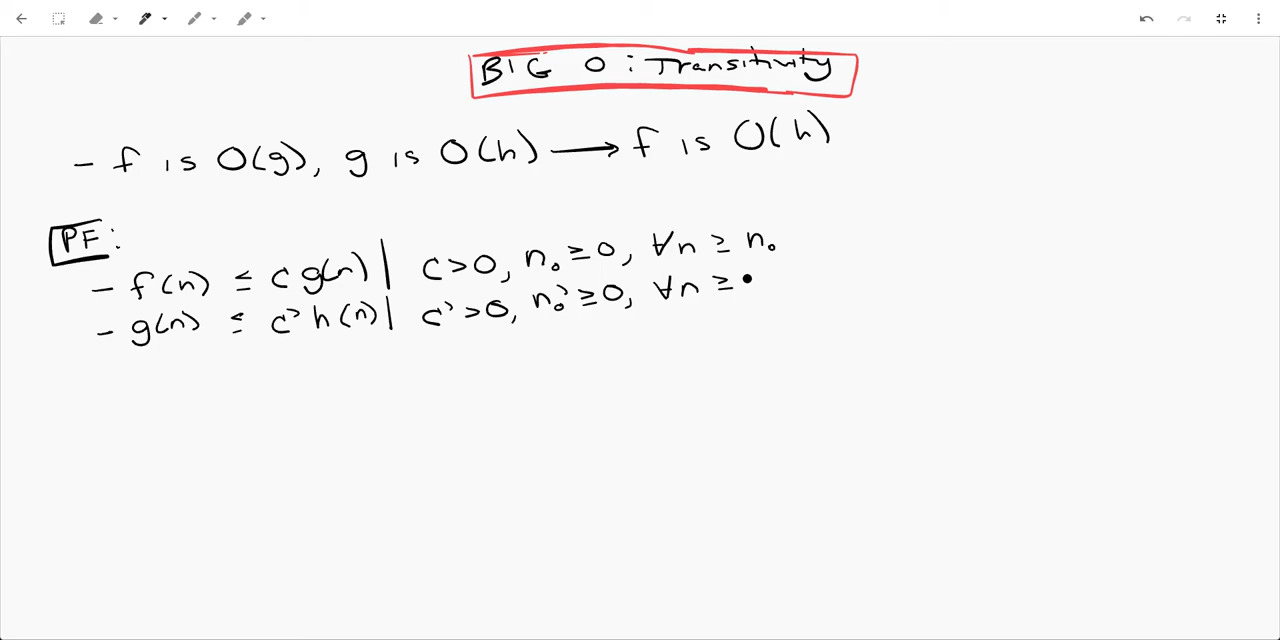 BIG O : Transitivity
- f is O(g), g is O(h) ⟶ f is O(h)
PF:
- f(n) ≤ c g(n) | c > 0, n₀ ≥ 0, ∀n ≥ n₀
- g(n) ≤ c' h(n) | c' > 0, n₀' ≥ 0, ∀n ≥